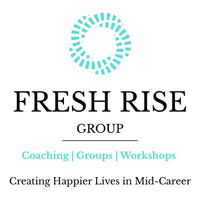 FRESH RISE
GROUP
Coaching | Groups | Workshops
Creating Happier Lives in Mid-Career